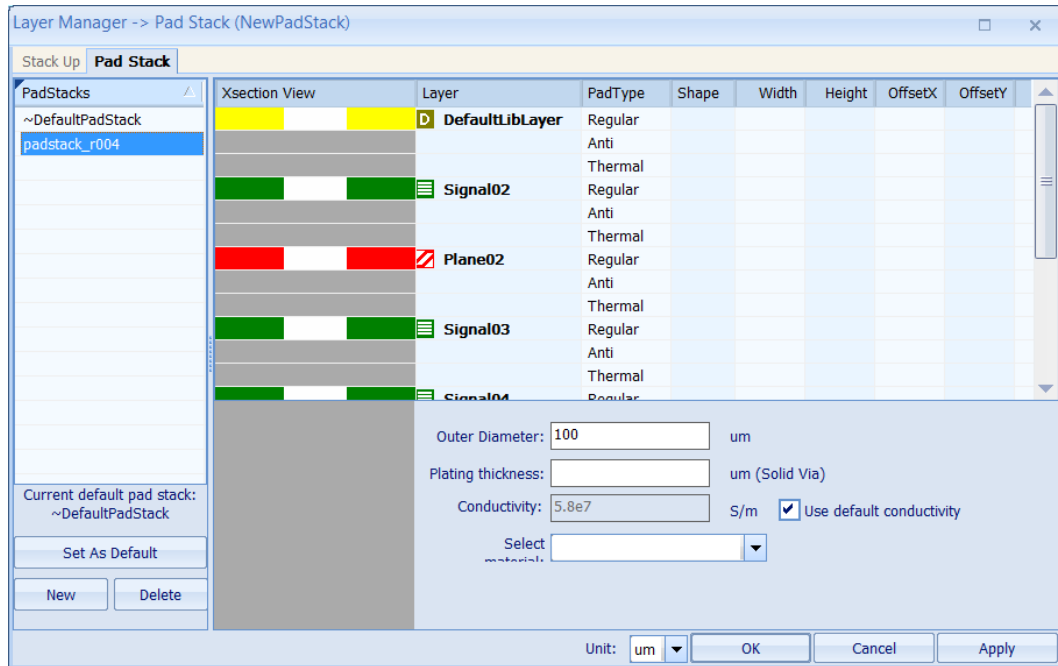 Layer Manager -> Pad Stack (NewPadStack)
Stack Up Pad Stack
PadStacks
~DefaultPadStack
padstack_r004
Current default pad stack:
~DefaultPadStack
Set As Default
New Delete
Xsection View Layer PadType Shape Width Height OffsetX OffsetY
D DefaultLibLayer Regular
Anti
Thermal
Signal02 Regular
Anti
Thermal
Plane02 Regular
Anti
Thermal
Signal03 Regular
Anti
Thermal
Signal04 Regular
Outer Diameter: 100 um
Plating thickness: um (Solid Via)
Conductivity: 5.8e7 S/m Use default conductivity
Select
material:
Unit: um OK Cancel Apply